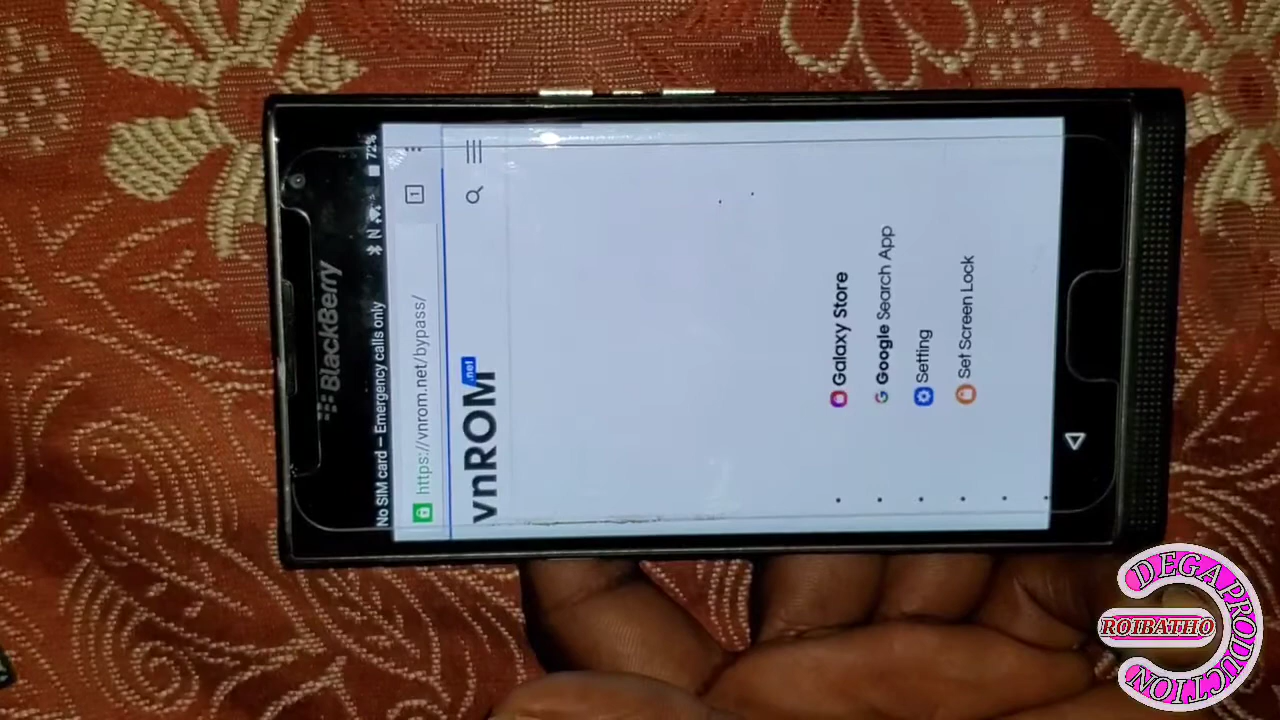 BlackBerry
No SIM card – Emergency calls only
N
72%
https://vnrom.net/bypass/
1
vnROM
.net
Galaxy Store
Google Search App
Setting
Set Screen Lock
DEGA PRODUCTION
ROIBATHO